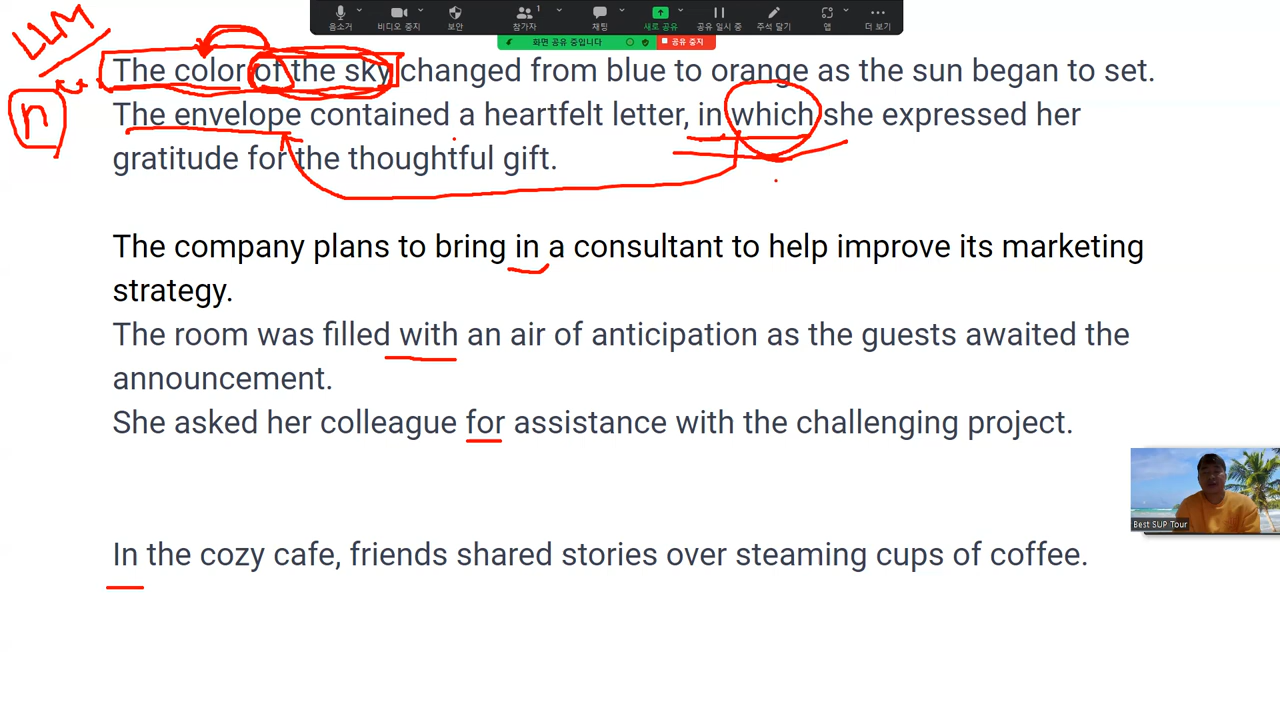 음소거
비디오 중지
보안
1
참가자
채팅
새로 공유
공유 일시 중
주석 달기
앱
더 보기
화면 공유 중입니다
공유 중지
LLM
n
The color of the sky changed from blue to orange as the sun began to set.
The envelope contained a heartfelt letter, in which she expressed her
gratitude for the thoughtful gift.
The company plans to bring in a consultant to help improve its marketing
strategy.
The room was filled with an air of anticipation as the guests awaited the
announcement.
She asked her colleague for assistance with the challenging project.
Best SUP Tour
In the cozy cafe, friends shared stories over steaming cups of coffee.